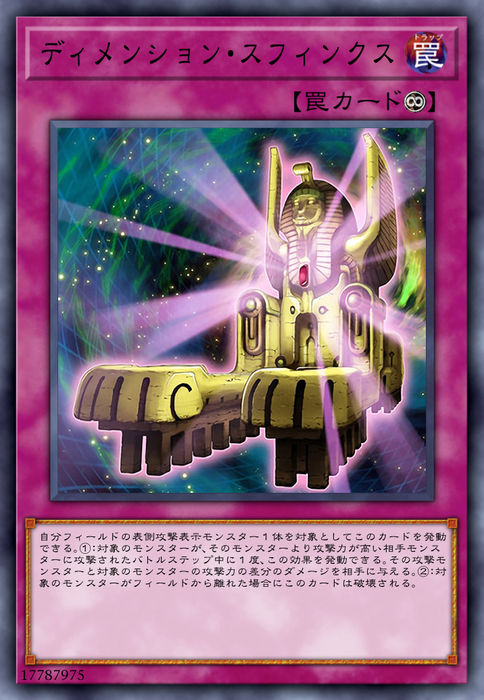 ディメンション・スフィンクス
トラップ
罠
【罠カード】
自分フィールドの表側攻撃表示モンスター1体を対象としてこのカードを発動
できる。①:対象のモンスターが、そのモンスターより攻撃力が高い相手モンス
ターに攻撃されたバトルステップ中に1度、この効果を発動できる。その攻撃モ
ンスターと対象のモンスターの攻撃力の差分のダメージを相手に与える。②:対
象のモンスターがフィールドから離れた場合にこのカードは破壊される。
17787975